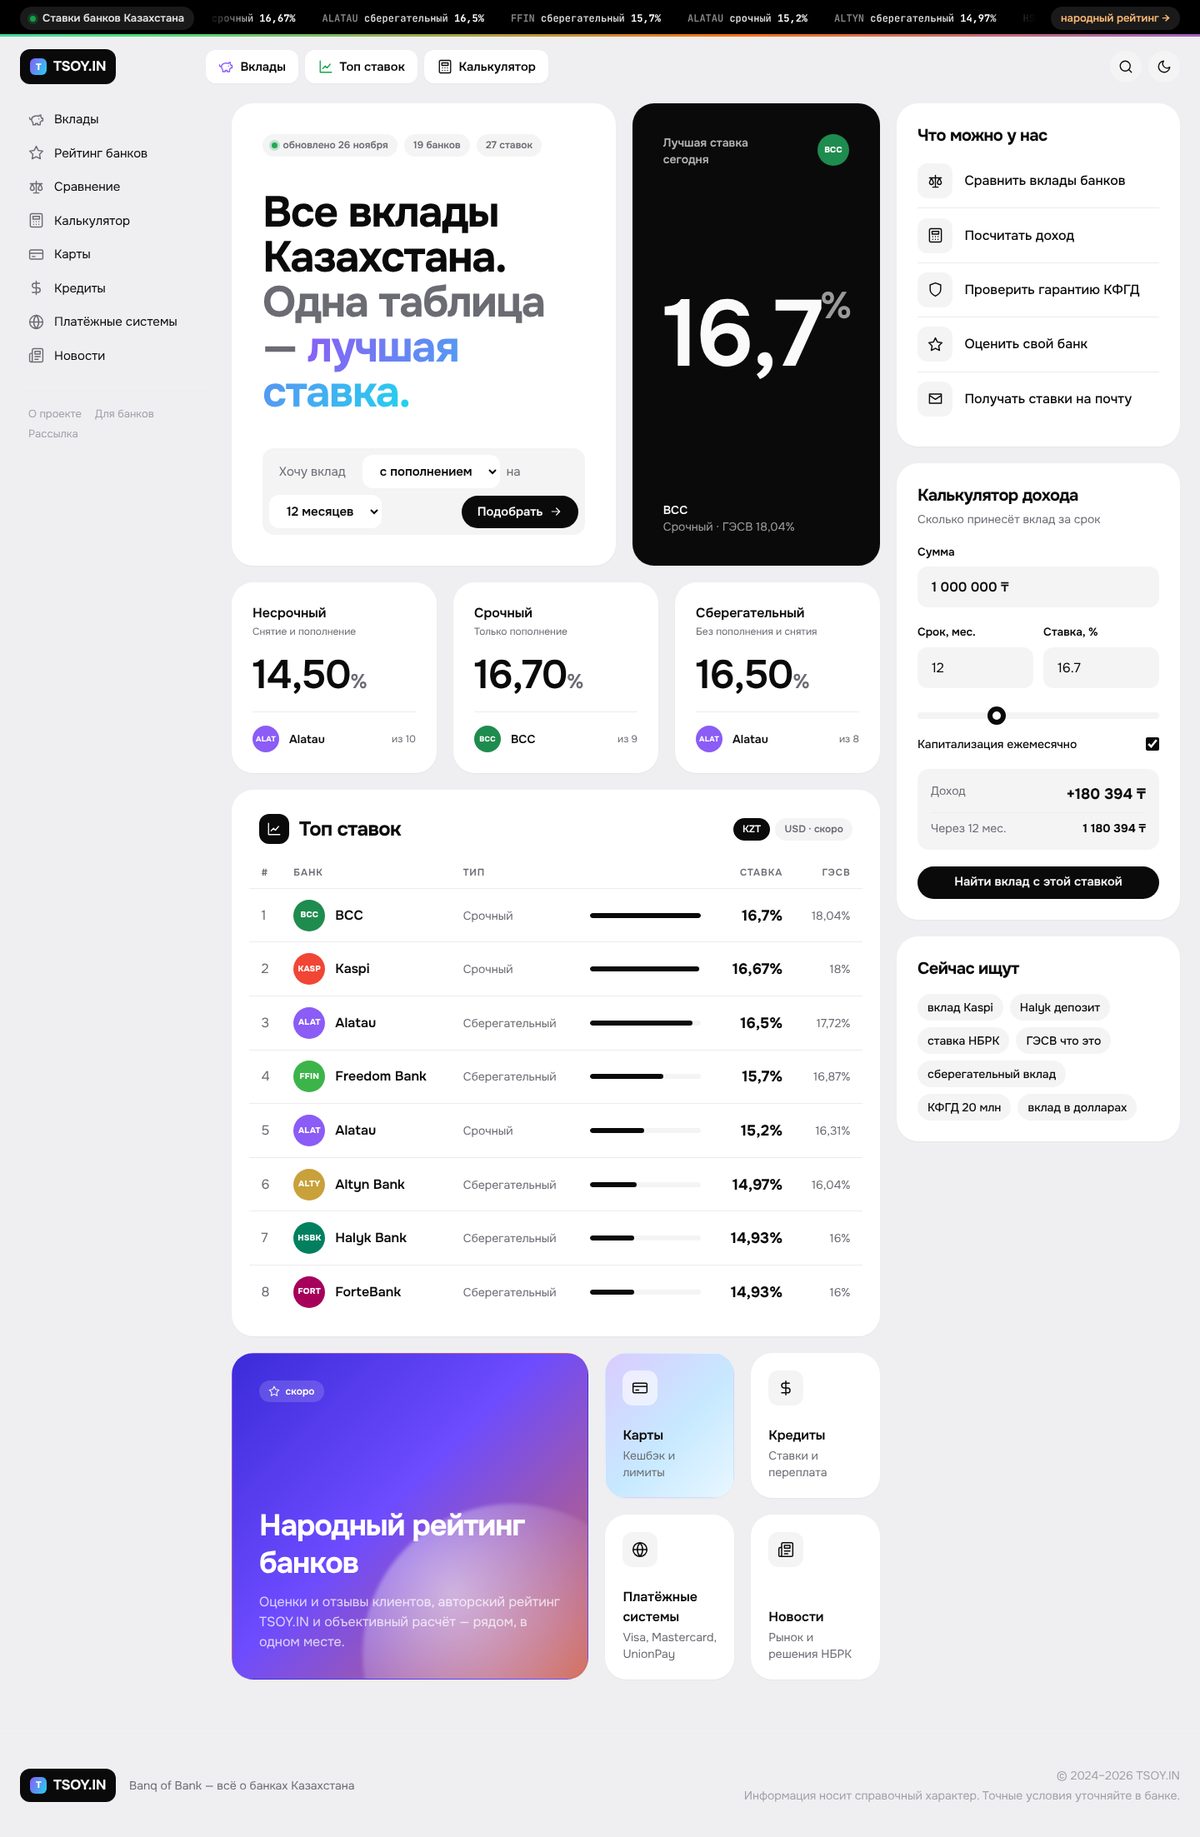 Ставки банков Казахстана
срочный 16,67%
ALATAU сберегательный 16,5%
FFIN сберегательный 15,7%
ALATAU срочный 15,2%
ALTYN сберегательный 14,97%
народный рейтинг →
T TSOY.IN
Вклады
Топ ставок
Калькулятор
Вклады
Рейтинг банков
Сравнение
Калькулятор
Карты
Кредиты
Платёжные системы
Новости
О проекте Для банков
Рассылка
обновлено 26 ноября
19 банков
27 ставок
Все вклады
Казахстана.
Одна таблица
— лучшая
ставка.
Хочу вклад с пополнением на
12 месяцев
Подобрать →
Лучшая ставка
сегодня
BCC
16,7%
BCC
Срочный · ГЭСВ 18,04%
Несрочный
Снятие и пополнение
14,50%
ALAT Alatau из 10
Срочный
Только пополнение
16,70%
BCC BCC из 9
Сберегательный
Без пополнения и снятия
16,50%
ALAT Alatau из 8
Топ ставок
KZT
USD · скоро
# БАНК ТИП СТАВКА ГЭСВ
1 BCC BCC Срочный 16,7% 18,04%
2 KASP Kaspi Срочный 16,67% 18%
3 ALAT Alatau Сберегательный 16,5% 17,72%
4 FFIN Freedom Bank Сберегательный 15,7% 16,87%
5 ALAT Alatau Срочный 15,2% 16,31%
6 ALTY Altyn Bank Сберегательный 14,97% 16,04%
7 HSBK Halyk Bank Сберегательный 14,93% 16%
8 FORT ForteBank Сберегательный 14,93% 16%
скоро
Народный рейтинг
банков
Оценки и отзывы клиентов, авторский рейтинг
TSOY.IN и объективный расчёт — рядом, в
одном месте.
Карты
Кешбэк и
лимиты
Кредиты
Ставки и
переплата
Платёжные
системы
Visa, Mastercard,
UnionPay
Новости
Рынок и
решения НБРК
Что можно у нас
Сравнить вклады банков
Посчитать доход
Проверить гарантию КФГД
Оценить свой банк
Получать ставки на почту
Калькулятор дохода
Сколько принесёт вклад за срок
Сумма
1 000 000 ₸
Срок, мес. Ставка, %
12 16.7
Капитализация ежемесячно
Доход +180 394 ₸
Через 12 мес. 1 180 394 ₸
Найти вклад с этой ставкой
Сейчас ищут
вклад Kaspi Halyk депозит
ставка НБРК ГЭСВ что это
сберегательный вклад
КФГД 20 млн вклад в долларах
T TSOY.IN
Banq of Bank — всё о банках Казахстана
© 2024–2026 TSOY.IN
Информация носит справочный характер. Точные условия уточняйте в банке.